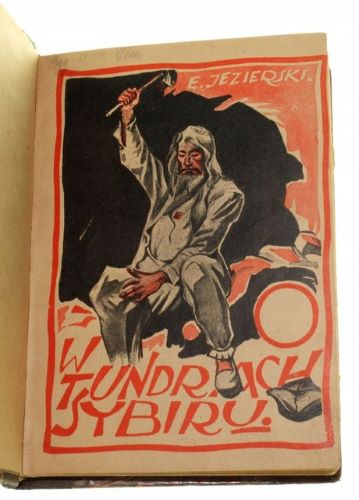 E. JEZIERSKI.
W
TUNDRACH
SYBIRU.